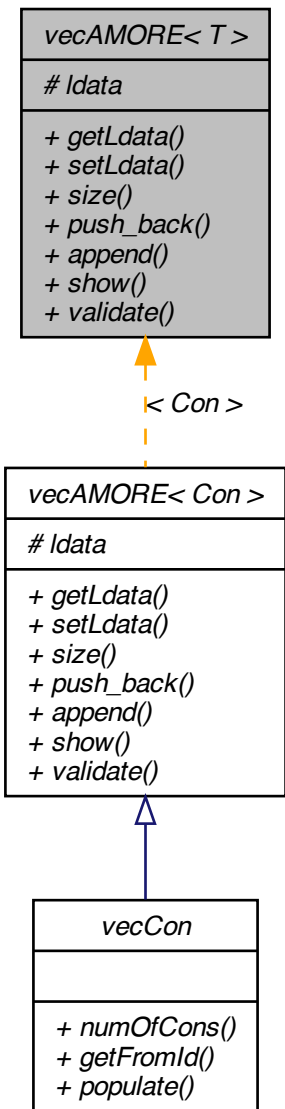 vecAMORE< T >
# ldata
+ getLdata()
+ setLdata()
+ size()
+ push_back()
+ append()
+ show()
+ validate()
< Con >
vecAMORE< Con >
# ldata
+ getLdata()
+ setLdata()
+ size()
+ push_back()
+ append()
+ show()
+ validate()
vecCon
+ numOfCons()
+ getFromId()
+ populate()